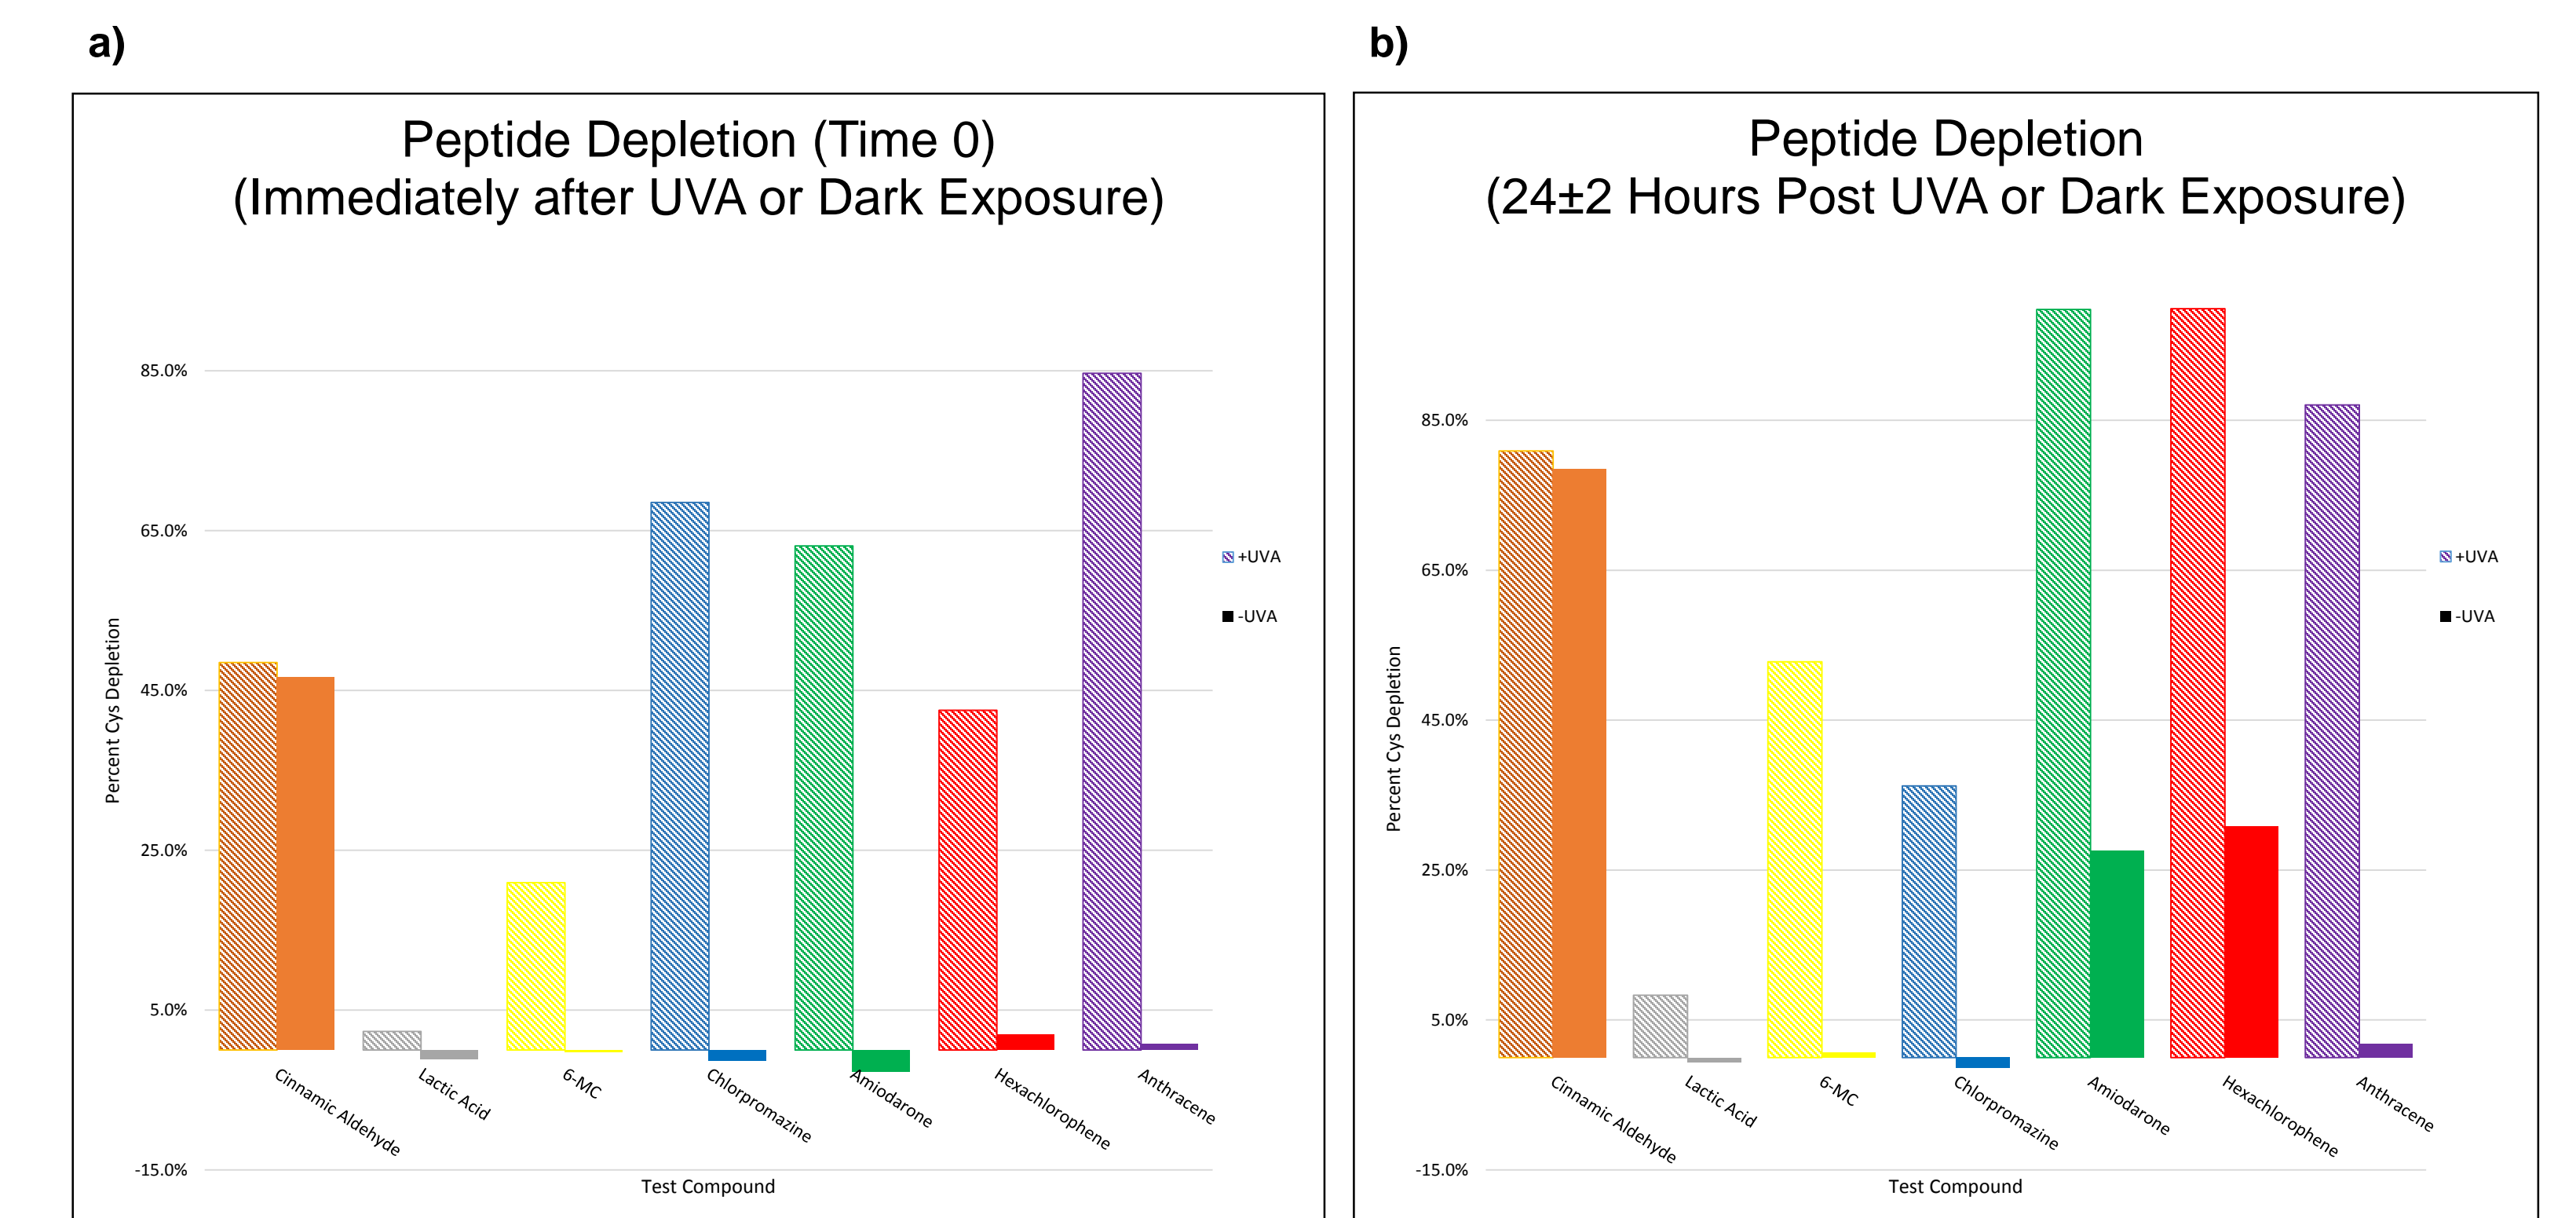 a)
Peptide Depletion (Time 0)
(Immediately after UVA or Dark Exposure)
85.0%
65.0%
45.0%
25.0%
5.0%
-15.0%
Percent Cys Depletion
Cinnamic Aldehyde
Lactic Acid
6-MC
Chlorpromazine
Amiodarone
Hexachlorophene
Anthracene
Test Compound
+UVA
-UVA
b)
Peptide Depletion
(24±2 Hours Post UVA or Dark Exposure)
85.0%
65.0%
45.0%
25.0%
5.0%
-15.0%
Percent Cys Depletion
Cinnamic Aldehyde
Lactic Acid
6-MC
Chlorpromazine
Amiodarone
Hexachlorophene
Anthracene
Test Compound
+UVA
-UVA